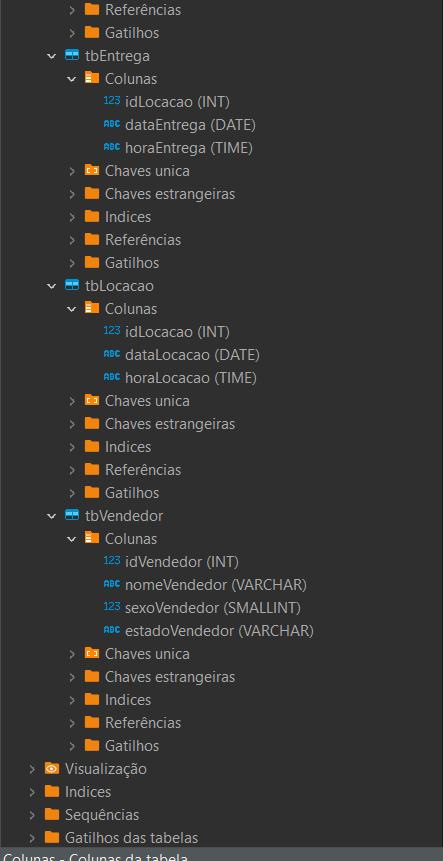 Referências
Gatilhos
tbEntrega
Colunas
123 idLocacao (INT)
ABC dataEntrega (DATE)
ABC horaEntrega (TIME)
Chaves unica
Chaves estrangeiras
Indices
Referências
Gatilhos
tbLocacao
Colunas
123 idLocacao (INT)
ABC dataLocacao (DATE)
ABC horaLocacao (TIME)
Chaves unica
Chaves estrangeiras
Indices
Referências
Gatilhos
tbVendedor
Colunas
123 idVendedor (INT)
ABC nomeVendedor (VARCHAR)
123 sexoVendedor (SMALLINT)
ABC estadoVendedor (VARCHAR)
Chaves unica
Chaves estrangeiras
Indices
Referências
Gatilhos
Visualização
Indices
Sequências
Gatilhos das tabelas
Colunas - Colunas da tabela